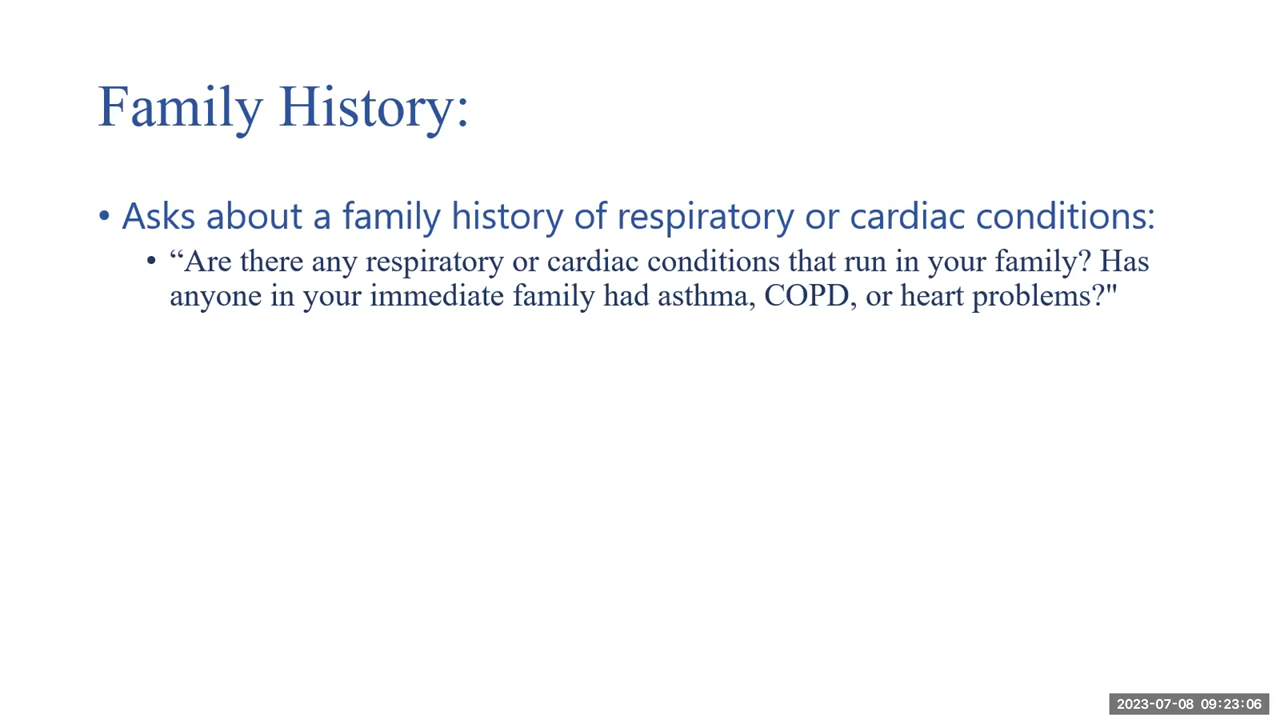 Family History:
• Asks about a family history of respiratory or cardiac conditions:
• “Are there any respiratory or cardiac conditions that run in your family? Has
anyone in your immediate family had asthma, COPD, or heart problems?"
2023-07-08 09:23:06